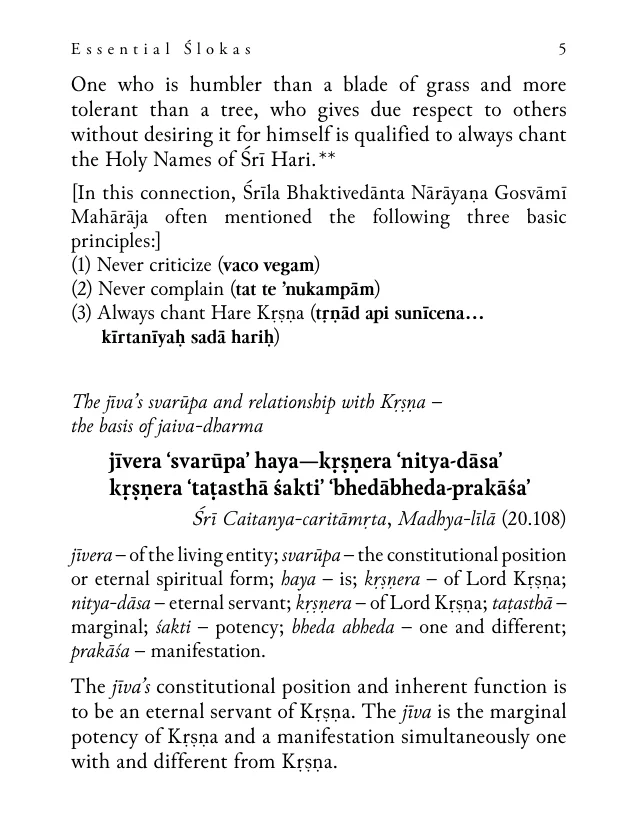 Essential Ślokas 5
One who is humbler than a blade of grass and more
tolerant than a tree, who gives due respect to others
without desiring it for himself is qualified to always chant
the Holy Names of Śrī Hari.**
[In this connection, Śrīla Bhaktivedānta Nārāyaṇa Gosvāmī
Mahārāja often mentioned the following three basic
principles:]
(1) Never criticize (vaco vegam)
(2) Never complain (tat te ’nukampām)
(3) Always chant Hare Kṛṣṇa (tṛṇād api sunīcena…
kīrtanīyaḥ sadā hariḥ)
The jīva’s svarūpa and relationship with Kṛṣṇa –
the basis of jaiva-dharma
jīvera ‘svarūpa’ haya—kṛṣṇera ‘nitya-dāsa’
kṛṣṇera ‘taṭasthā śakti’ ‘bhedābheda-prakāśa’
Śrī Caitanya-caritāmṛta, Madhya-līlā (20.108)
jīvera – of the living entity; svarūpa – the constitutional position
or eternal spiritual form; haya – is; kṛṣṇera – of Lord Kṛṣṇa;
nitya-dāsa – eternal servant; kṛṣṇera – of Lord Kṛṣṇa; taṭasthā –
marginal; śakti – potency; bheda abheda – one and different;
prakāśa – manifestation.
The jīva’s constitutional position and inherent function is
to be an eternal servant of Kṛṣṇa. The jīva is the marginal
potency of Kṛṣṇa and a manifestation simultaneously one
with and different from Kṛṣṇa.